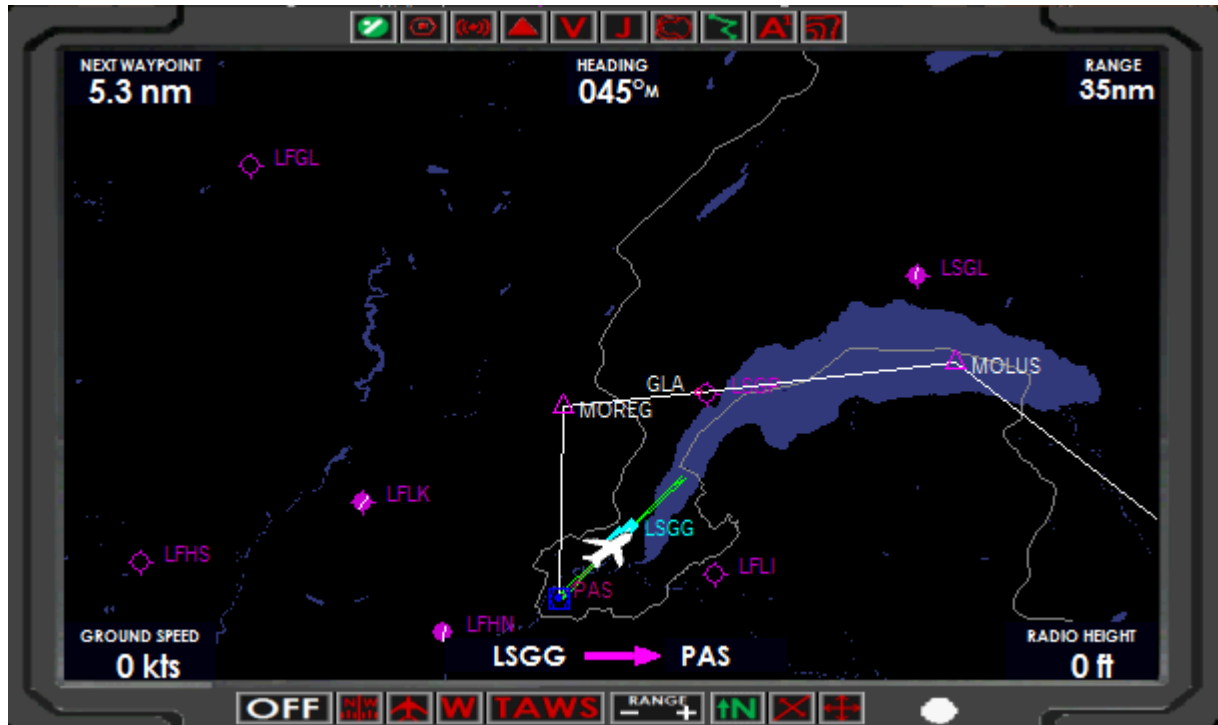 V J A¹
NEXT WAYPOINT
5.3 nm
HEADING
045°M
RANGE
35nm
LFGL
LSGL
MOLUS
GLA
MOREG
LFLK
LSGG
LFHS
LFLI
PAS
LFHN
GROUND SPEED
0 kts
LSGG PAS
RADIO HEIGHT
0 ft
OFF N W W TAWS - RANGE + ↑N